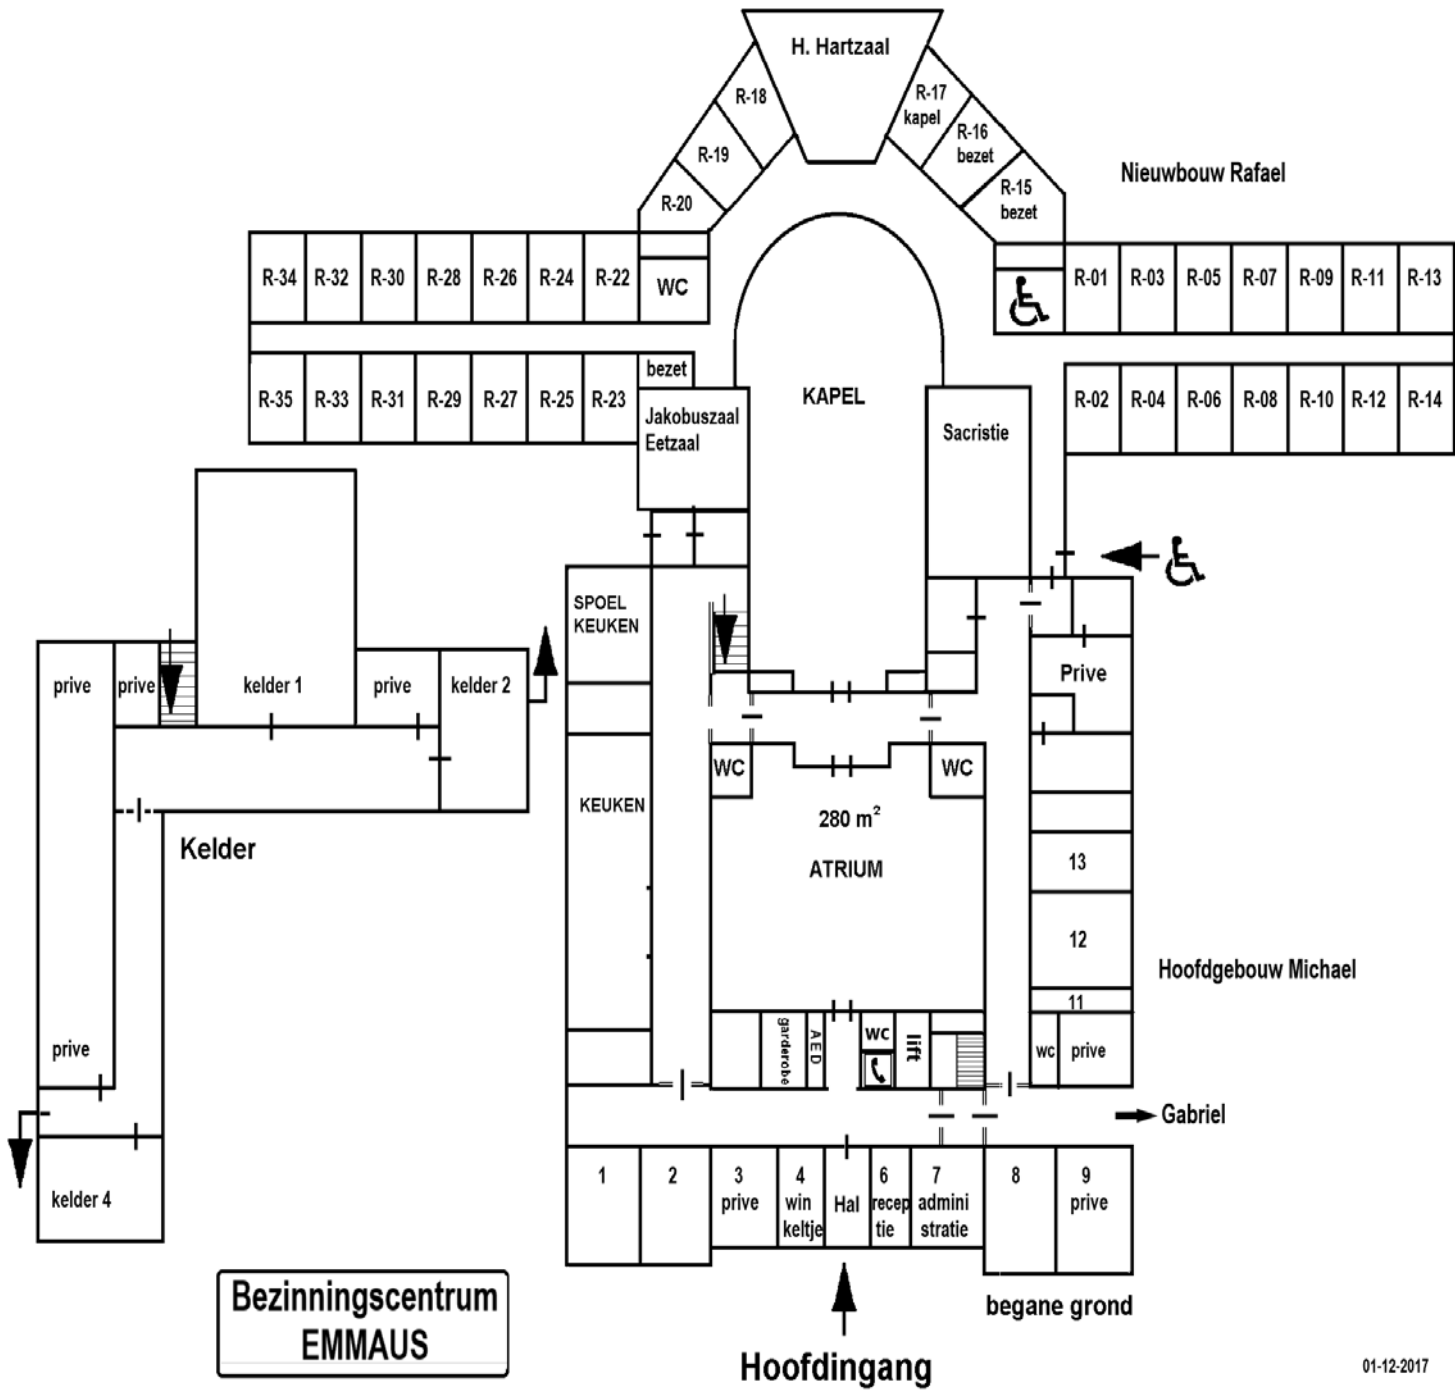 H. Hartzaal
R-18
R-17
kapel
R-19
R-16
bezet
R-20
R-15
bezet
Nieuwbouw Rafael
R-34 R-32 R-30 R-28 R-26 R-24 R-22 WC
R-01 R-03 R-05 R-07 R-09 R-11 R-13
bezet
R-35 R-33 R-31 R-29 R-27 R-25 R-23
Jakobuszaal
Eetzaal
KAPEL
Sacristie
R-02 R-04 R-06 R-08 R-10 R-12 R-14
SPOEL
KEUKEN
prive prive kelder 1 prive kelder 2
Prive
WC WC
KEUKEN
280 m²
ATRIUM
Kelder
13
12
11
Hoofdgebouw Michael
garderobe
AED
wc
lift
wc prive
prive
Gabriel
kelder 4
1
2
3
prive
4
win
keltje
Hal
6
recep
tie
7
admini
stratie
8
9
prive
Bezinningscentrum
EMMAUS
begane grond
Hoofdingang
01-12-2017